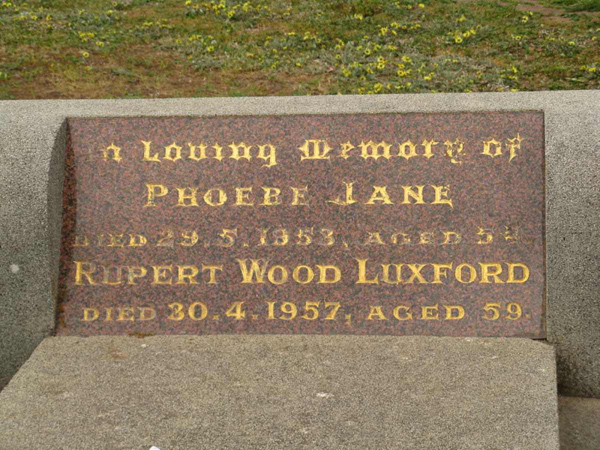 In Loving Memory of
PHOEBE JANE
DIED 29.5.1953, AGED
RUPERT WOOD LUXFORD
DIED 30.4.1957, AGED 59.